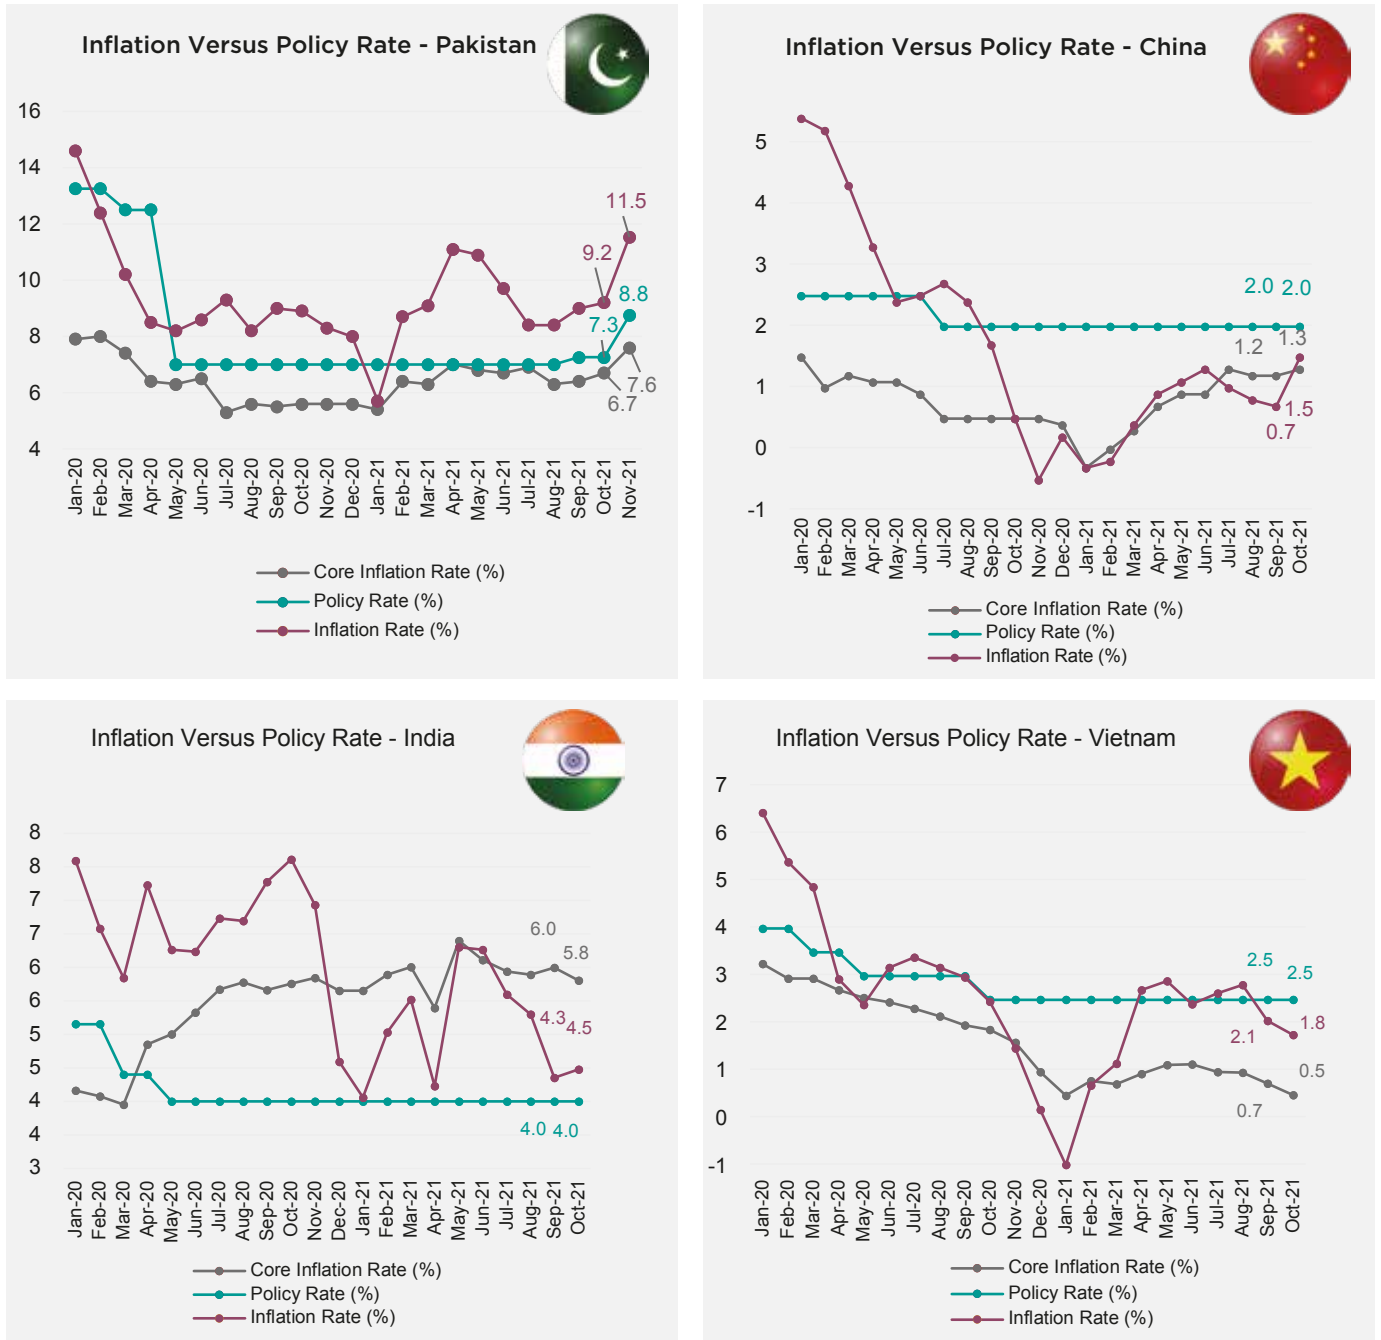 Inflation Versus Policy Rate - Pakistan
16
14
12
10
8
6
4
11.5
9.2
8.8
7.3
7.6
6.7
Jan-20
Feb-20
Mar-20
Apr-20
May-20
Jun-20
Jul-20
Aug-20
Sep-20
Oct-20
Nov-20
Dec-20
Jan-21
Feb-21
Mar-21
Apr-21
May-21
Jun-21
Jul-21
Aug-21
Sep-21
Oct-21
Nov-21
Core Inflation Rate (%)
Policy Rate (%)
Inflation Rate (%)
Inflation Versus Policy Rate - China
5
4
3
2
1
0
-1
2.0 2.0
1.3
1.2
1.5
0.7
Jan-20
Feb-20
Mar-20
Apr-20
May-20
Jun-20
Jul-20
Aug-20
Sep-20
Oct-20
Nov-20
Dec-20
Jan-21
Feb-21
Mar-21
Apr-21
May-21
Jun-21
Jul-21
Aug-21
Sep-21
Oct-21
Core Inflation Rate (%)
Policy Rate (%)
Inflation Rate (%)
Inflation Versus Policy Rate - India
8
8
7
7
6
6
5
5
4
4
3
6.0
5.8
4.3
4.5
4.0 4.0
Jan-20
Feb-20
Mar-20
Apr-20
May-20
Jun-20
Jul-20
Aug-20
Sep-20
Oct-20
Nov-20
Dec-20
Jan-21
Feb-21
Mar-21
Apr-21
May-21
Jun-21
Jul-21
Aug-21
Sep-21
Oct-21
Core Inflation Rate (%)
Policy Rate (%)
Inflation Rate (%)
Inflation Versus Policy Rate - Vietnam
7
6
5
4
3
2
1
0
-1
2.5
2.5
1.8
2.1
0.5
0.7
Jan-20
Feb-20
Mar-20
Apr-20
May-20
Jun-20
Jul-20
Aug-20
Sep-20
Oct-20
Nov-20
Dec-20
Jan-21
Feb-21
Mar-21
Apr-21
May-21
Jun-21
Jul-21
Aug-21
Sep-21
Oct-21
Core Inflation Rate (%)
Policy Rate (%)
Inflation Rate (%)